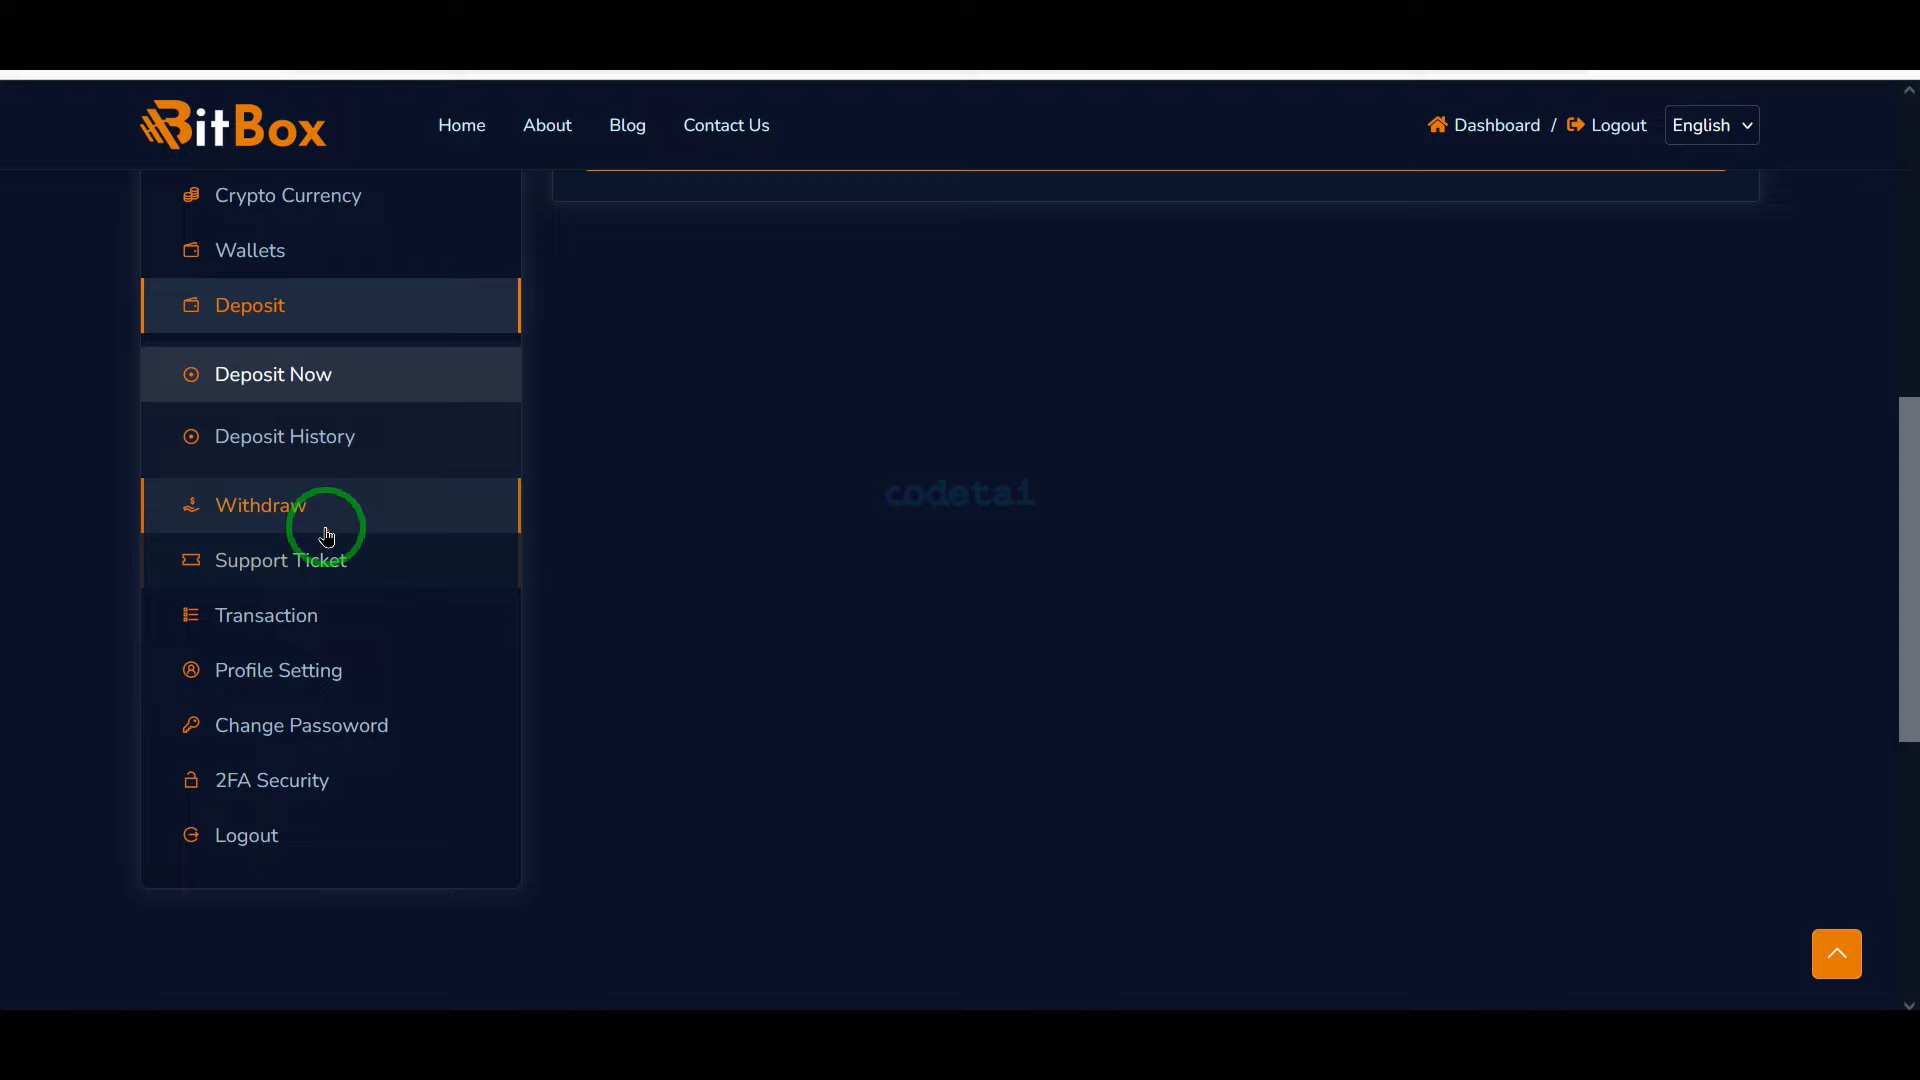 BitBox
Home
About
Blog
Contact Us
Dashboard / Logout
English
Crypto Currency
Wallets
Deposit
Deposit Now
Deposit History
Withdraw
Support Ticket
Transaction
Profile Setting
Change Passoword
2FA Security
Logout
codetai